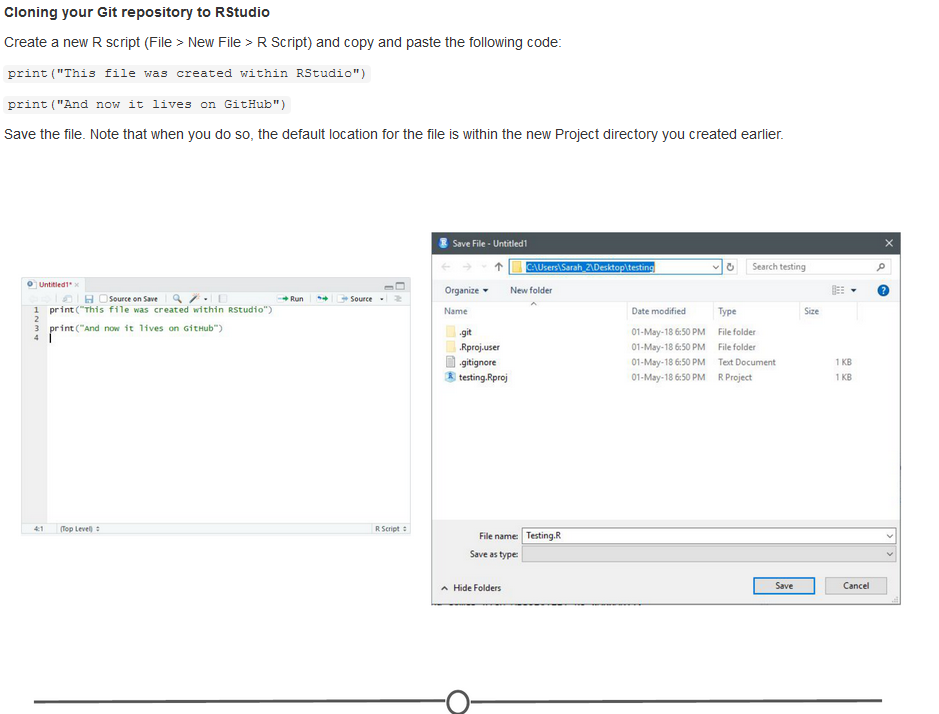 Cloning your Git repository to RStudio
Create a new R script (File > New File > R Script) and copy and paste the following code:
print("This file was created within RStudio")
print("And now it lives on GitHub")
Save the file. Note that when you do so, the default location for the file is within the new Project directory you created earlier.
Untitled1* ×
Source on Save Run Source
1 print("This file was created within RStudio")
2
3 print("And now it lives on GitHub")
4
4:1 (Top Level) R Script
Save File - Untitled1
C:\Users\Sarah_Z\Desktop\testing Search testing
Organize New folder
Name Date modified Type Size
.git 01-May-18 6:50 PM File folder
.Rproj.user 01-May-18 6:50 PM File folder
.gitignore 01-May-18 6:50 PM Text Document 1 KB
testing.Rproj 01-May-18 6:50 PM R Project 1 KB
File name: Testing.R
Save as type:
Hide Folders Save Cancel